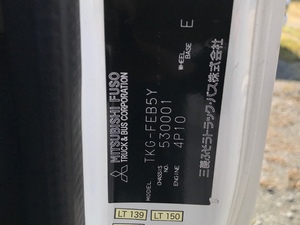 MITSUBISHI FUSO
TRUCK & BUS CORPORATION
MODEL TKG-FEB5Y
CHASSIS NO. 530001
ENGINE 4P10
WHEEL BASE E
三菱ふそうトラック・バス株式会社
LT 139
LT 150